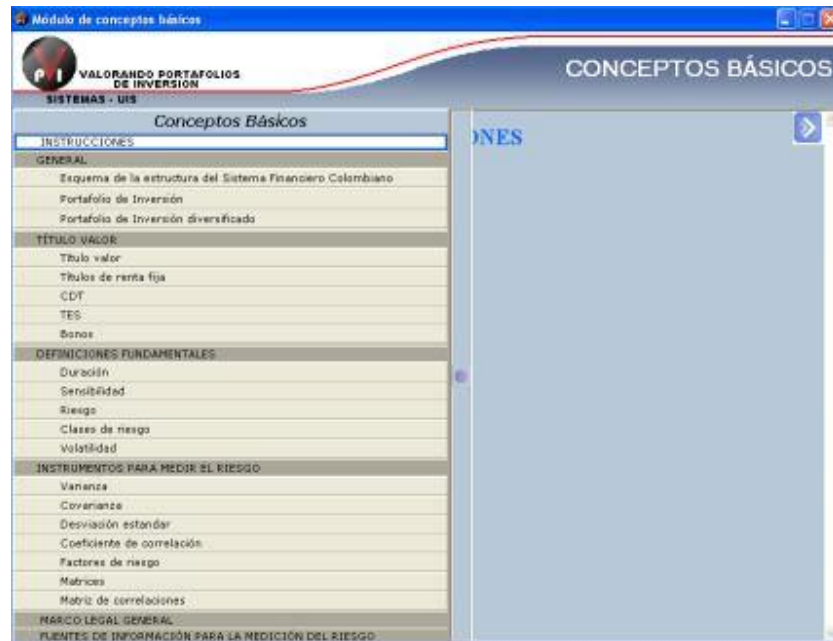 Módulo de conceptos básicos
PVI
VALORANDO PORTAFOLIOS
DE INVERSION
SISTEMAS - UIS
CONCEPTOS BÁSICOS
Conceptos Básicos
INSTRUCCIONES
GENERAL
Esquema de la estructura del Sistema Financiero Colombiano
Portafolio de Inversión
Portafolio de Inversión diversificado
TÍTULO VALOR
Título valor
Títulos de renta fija
CDT
TES
Bonos
DEFINICIONES FUNDAMENTALES
Duración
Sensibilidad
Riesgo
Clases de riesgo
Volatilidad
INSTRUMENTOS PARA MEDIR EL RIESGO
Varianza
Covarianza
Desviación estandar
Coeficiente de correlación
Factores de riesgo
Matrices
Matriz de correlaciones
MARCO LEGAL GENERAL
FUENTES DE INFORMACIÓN PARA LA MEDICIÓN DEL RIESGO
ONES